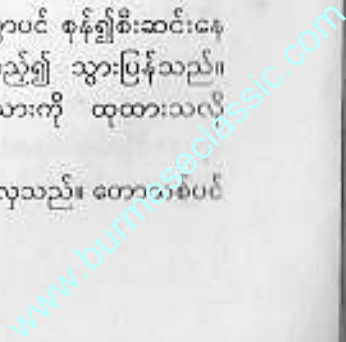 ာပင် စုန်၍စီးဆင်းနေ
ည့်၍ သွားပြန်သည်။
သားကို ထုထားသလို
လှသည်။ တောသစ်ပင်
www.burmeseclassic.com